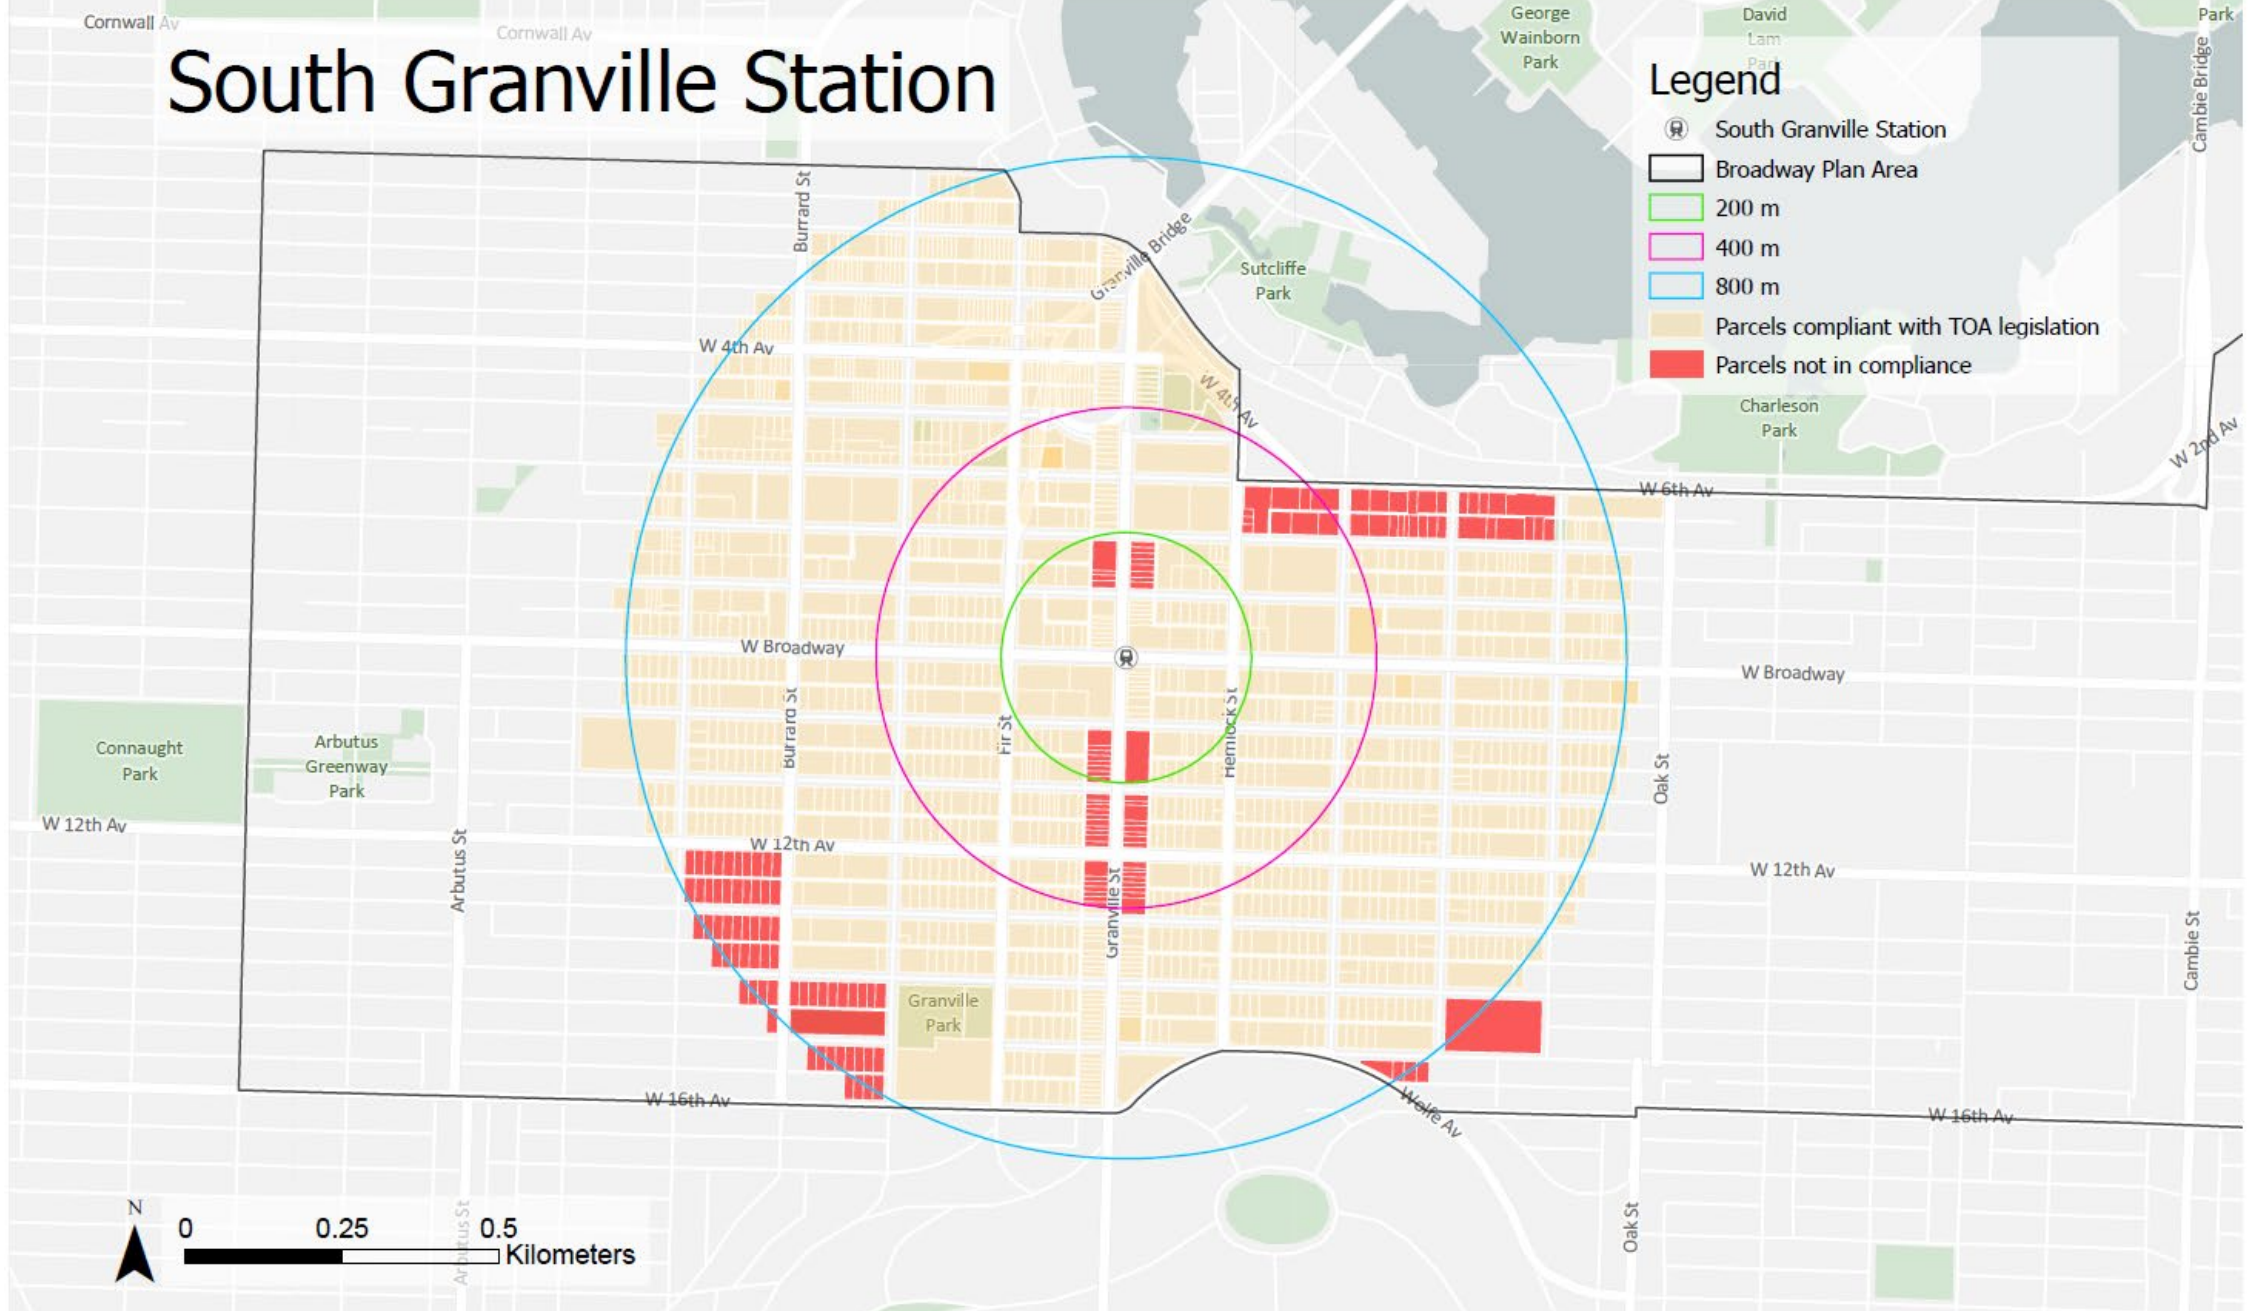 Cornwall Av
Cornwall Av
South Granville Station
George
Wainborn
Park
David
Lam
Park
Park
Cambie Bridge
Legend
South Granville Station
Broadway Plan Area
200 m
400 m
800 m
Parcels compliant with TOA legislation
Parcels not in compliance
Burrard St
Granville Bridge
Sutcliffe
Park
W 4th Av
W 4th Av
Charleson
Park
W 2nd Av
W 6th Av
W Broadway
W Broadway
Connaught
Park
Arbutus
Greenway
Park
Burrard St
Fir St
Hemlock St
Oak St
W 12th Av
W 12th Av
W 12th Av
Arbutus St
Granville St
Cambie St
Granville
Park
W 16th Av
Wolfe Av
W 16th Av
Arbutus St
Oak St
N
0 0.25 0.5
Kilometers